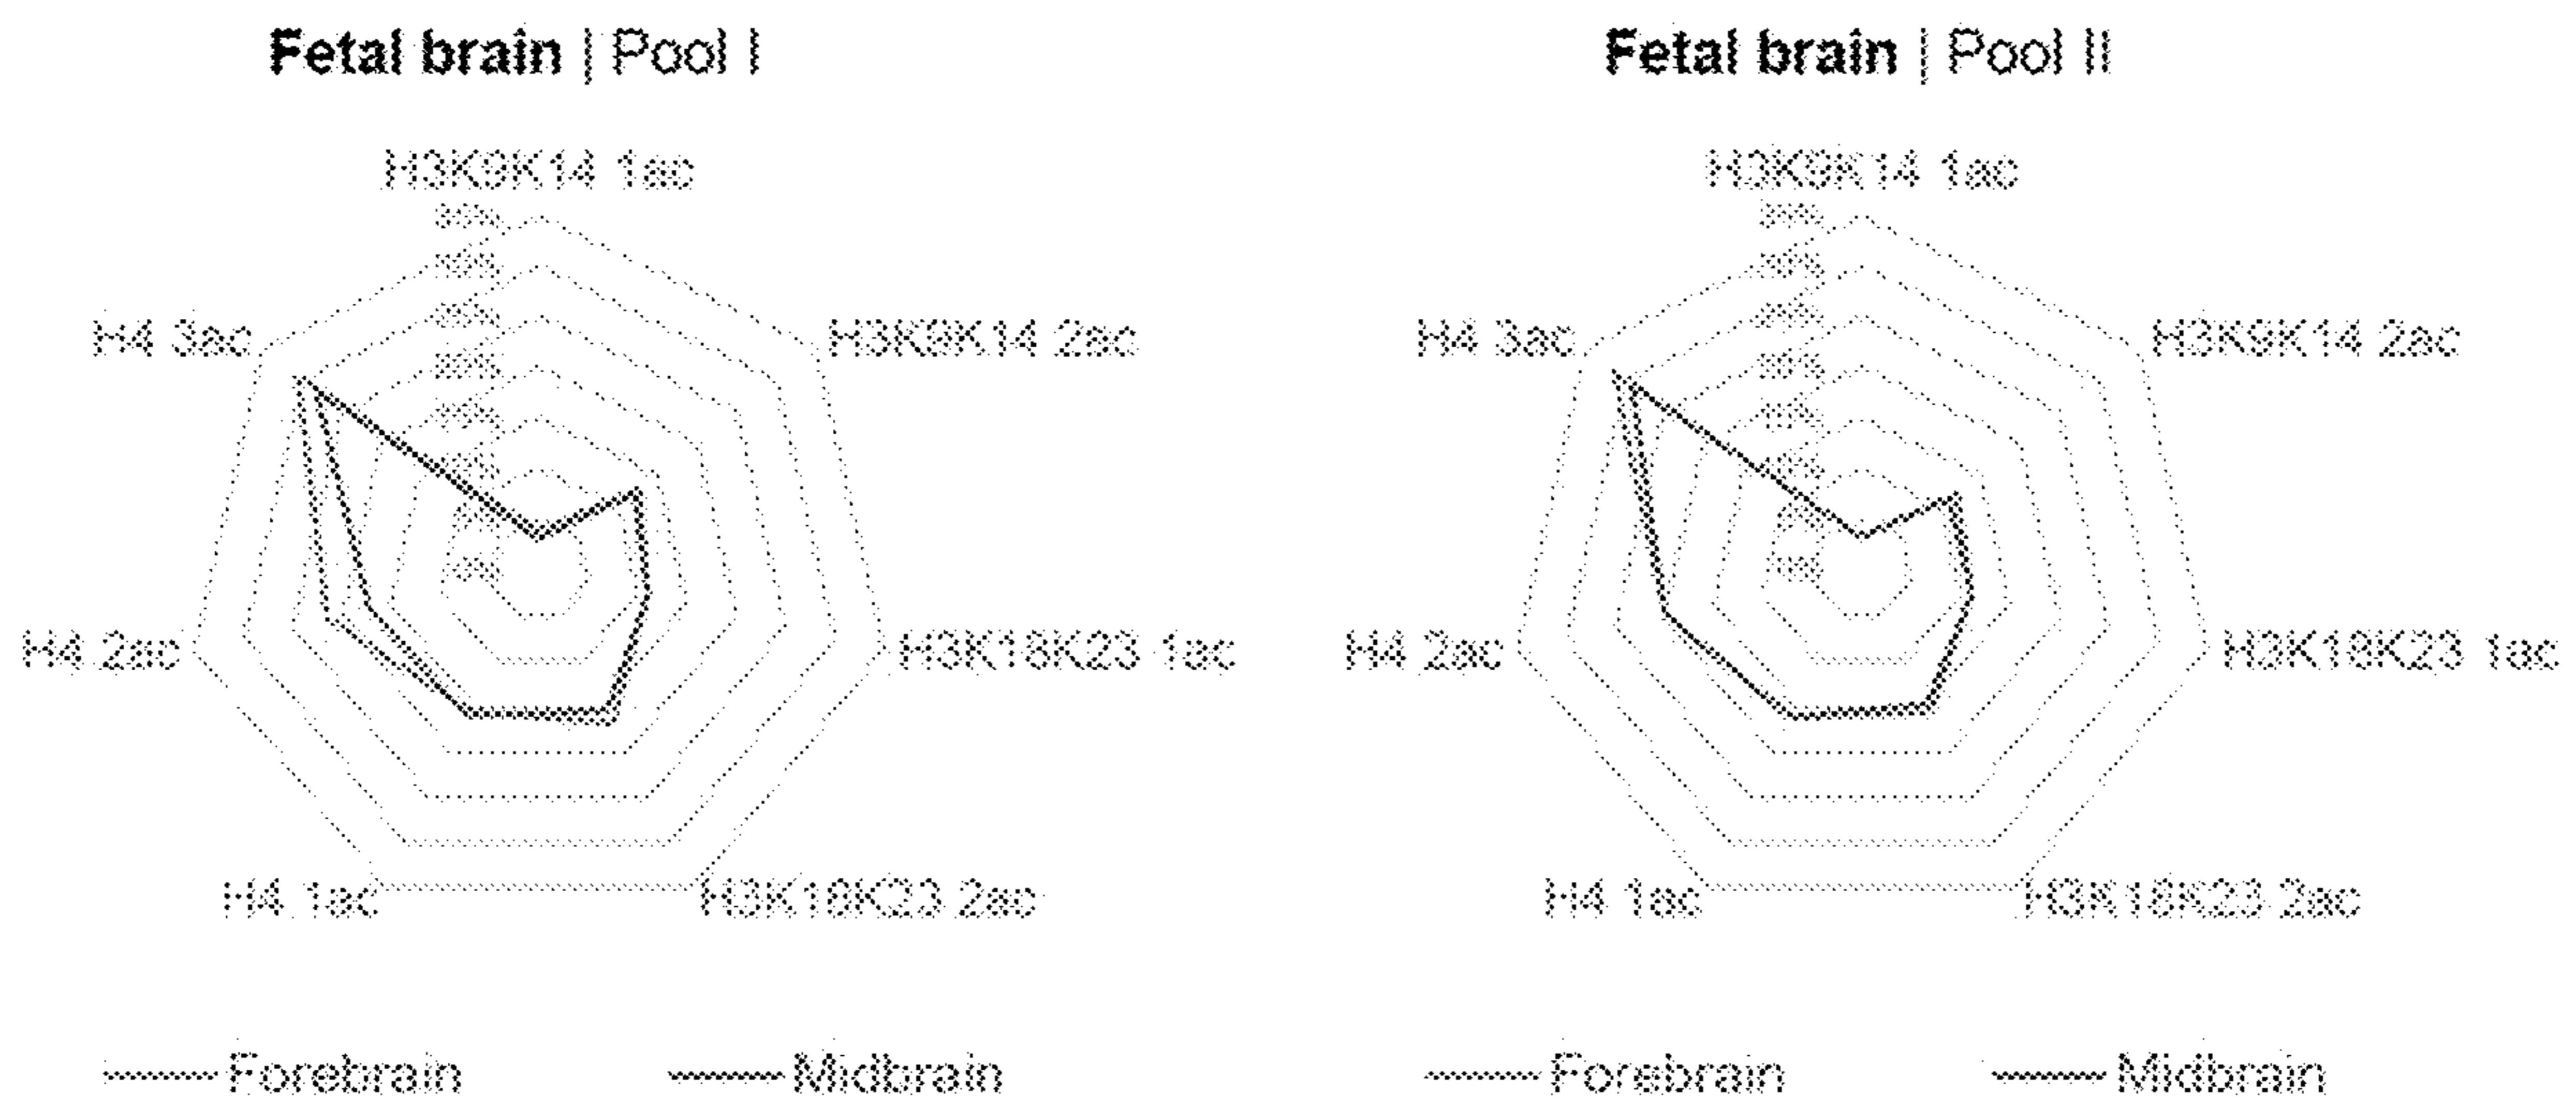 Fetal brain | Pool I
H3K9K14 1ac
H4 3ac
H3K9K14 2ac
H4 2ac
H3K18K23 1ac
H4 1ac
H3K18K23 2ac
Forebrain
Midbrain
Fetal brain | Pool II
H3K9K14 1ac
H4 3ac
H3K9K14 2ac
H4 2ac
H3K18K23 1ac
H4 1ac
H3K18K23 2ac
Forebrain
Midbrain